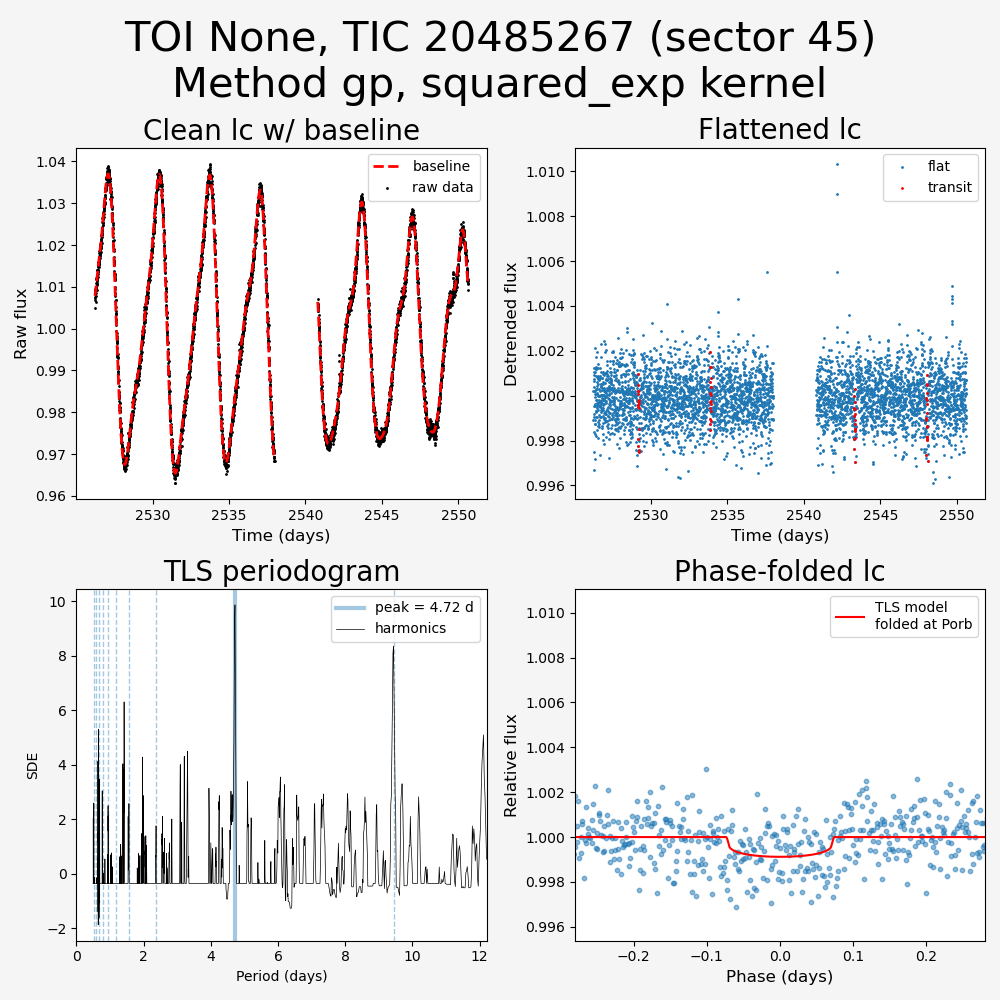 TOI None, TIC 20485267 (sector 45)
Method gp, squared_exp kernel
Clean lc w/ baseline
Raw flux
1.04
1.03
1.02
1.01
1.00
0.99
0.98
0.97
0.96
baseline
raw data
2530 2535 2540 2545 2550
Time (days)
Flattened lc
Detrended flux
1.010
1.008
1.006
1.004
1.002
1.000
0.998
0.996
flat
transit
2530 2535 2540 2545 2550
Time (days)
TLS periodogram
SDE
10
8
6
4
2
0
−2
peak = 4.72 d
harmonics
0 2 4 6 8 10 12
Period (days)
Phase-folded lc
Relative flux
1.010
1.008
1.006
1.004
1.002
1.000
0.998
0.996
TLS model
folded at Porb
−0.2 −0.1 0.0 0.1 0.2
Phase (days)